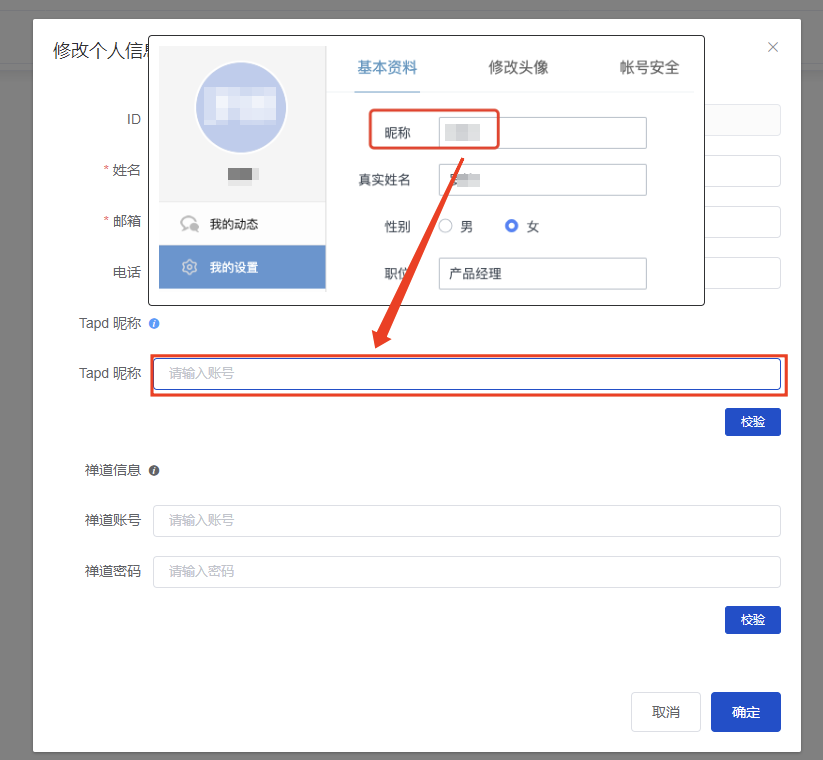 修改个人信息
基本资料 修改头像 帐号安全
ID
昵称
* 姓名
真实姓名
* 邮箱
我的动态
性别 男 女
电话
我的设置
职位 产品经理
Tapd 昵称
Tapd 昵称 请输入账号
校验
禅道信息
禅道账号 请输入账号
禅道密码 请输入密码
校验
取消 确定